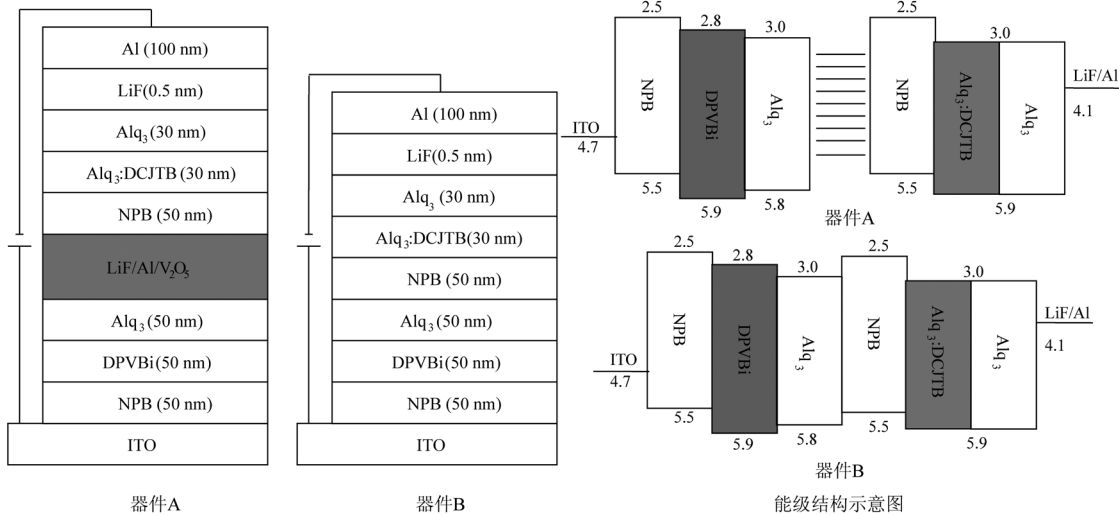 Al (100 nm)
LiF(0.5 nm)
Alq3 (30 nm)
Alq3:DCJTB (30 nm)
NPB (50 nm)
LiF/Al/V2O5
Alq3 (50 nm)
DPVBi(50 nm)
NPB (50 nm)
ITO
器件A
Al (100 nm)
LiF(0.5 nm)
Alq3 (30 nm)
Alq3:DCJTB(30 nm)
NPB (50 nm)
Alq3 (50 nm)
DPVBi(50 nm)
NPB (50 nm)
ITO
器件B
ITO
4.7
2.5
NPB
5.5
2.8
DPVBi
5.9
3.0
Alq3
5.8
2.5
NPB
5.5
3.0
Alq3:DCJTB
Alq3
5.9
LiF/Al
4.1
器件A
ITO
4.7
2.5
NPB
5.5
2.8
DPVBi
5.9
3.0
Alq3
5.8
2.5
NPB
5.5
3.0
Alq3:DCJTB
Alq3
5.9
LiF/Al
4.1
器件B
能级结构示意图